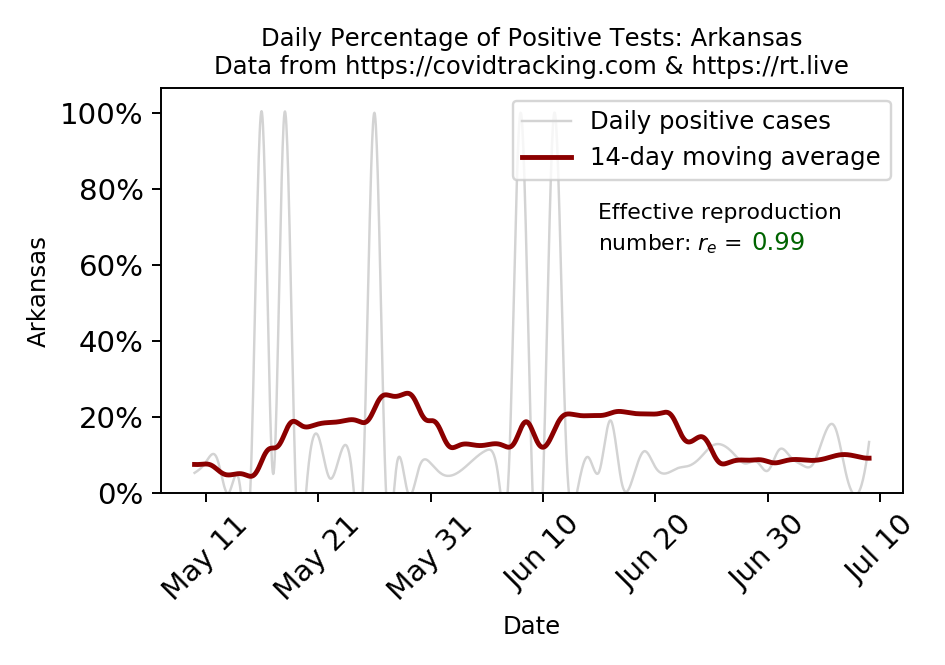 Daily Percentage of Positive Tests: Arkansas
Data from https://covidtracking.com & https://rt.live
100%
80%
60%
40%
20%
0%
Arkansas
Daily positive cases
14-day moving average
Effective reproduction
number: rₑ = 0.99
May 11
May 21
May 31
Jun 10
Jun 20
Jun 30
Jul 10
Date